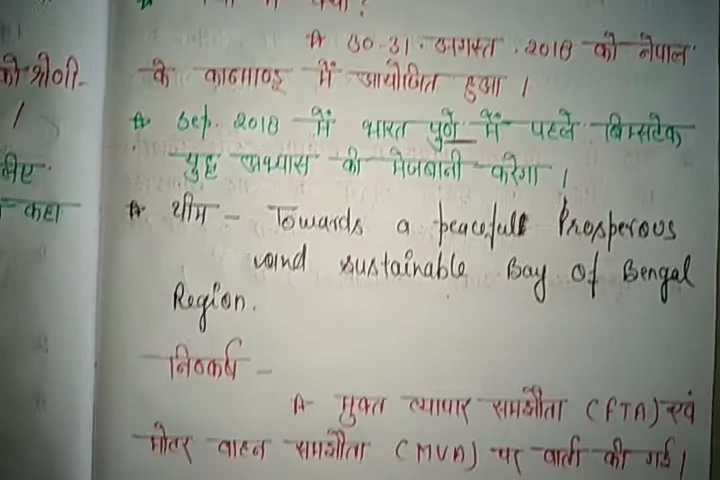 क्या ?
★ 30-31. अगस्त . 2018 को नेपाल
के काठमाण्डू में आयोजित हुआ ।
★ Sep. 2018 में भारत पुणे में पहले बिम्सटेक
युद्ध अभ्यास की मेजबानी करेगा ।
★ थीम - Towards a peacefull Prosperous
and sustainable Bay Of Bengal
Region.
निष्कर्ष -
★ मुक्त व्यापार समझौता (FTA) एवं
मोटर वाहन समझौता (MVA) पर वार्ता की गई।
को श्रेणी-
।
कहा